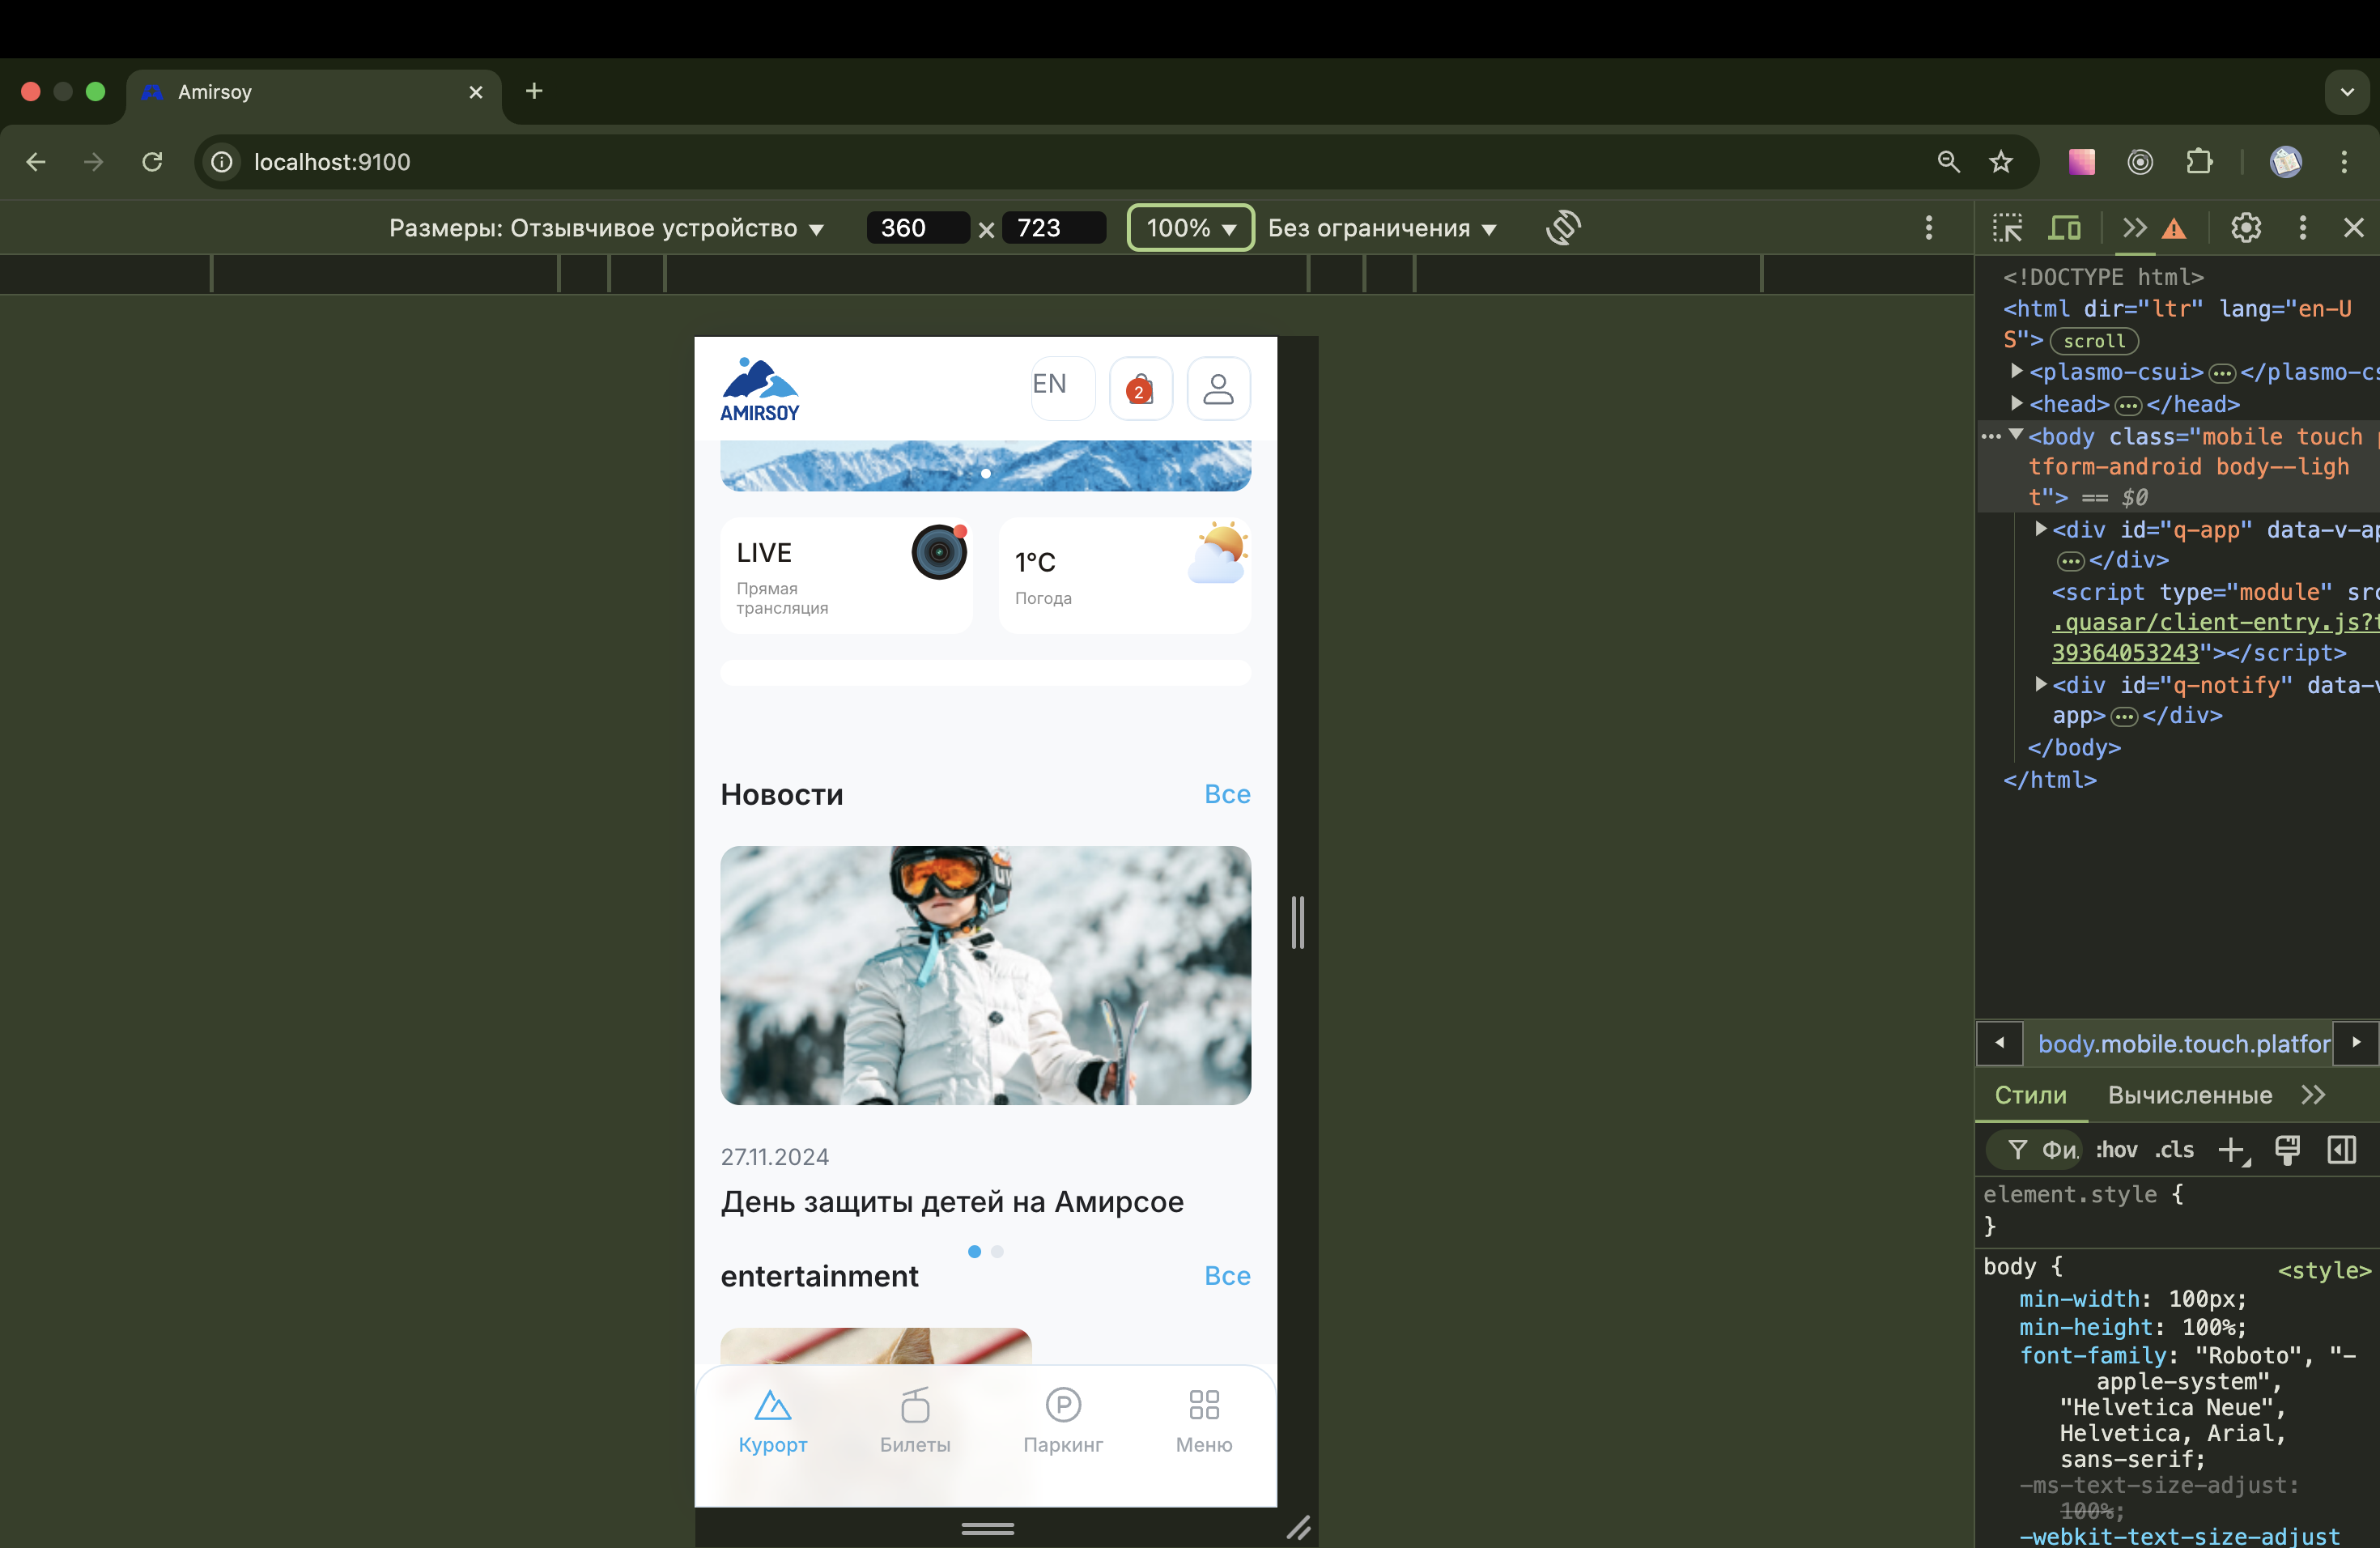 Amirsoy
localhost:9100
Размеры: Отзывчивое устройство
360 × 723
100%
Без ограничения
AMIRSOY
EN
2
LIVE
Прямая
трансляция
1°C
Погода
Новости
Все
27.11.2024
День защиты детей на Амирсое
entertainment
Все
Курорт
Билеты
Паркинг
Меню
<!DOCTYPE html>
<html dir="ltr" lang="en-U
S"> scroll
<plasmo-csui> ⋯ </plasmo-cs
<head> ⋯ </head>
<body class="mobile touch p
tform-android body--ligh
t"> == $0
<div id="q-app" data-v-ap
⋯ </div>
<script type="module" src
.quasar/client-entry.js?t
39364053243"></script>
<div id="q-notify" data-v
app> ⋯ </div>
</body>
</html>
body.mobile.touch.platfor
Стили
Вычисленные
Фи
:hov
.cls
element.style {
}
body {
<style>
min-width: 100px;
min-height: 100%;
font-family: "Roboto", "-
apple-system",
"Helvetica Neue",
Helvetica, Arial,
sans-serif;
-ms-text-size-adjust:
100%;
-webkit-text-size-adjust